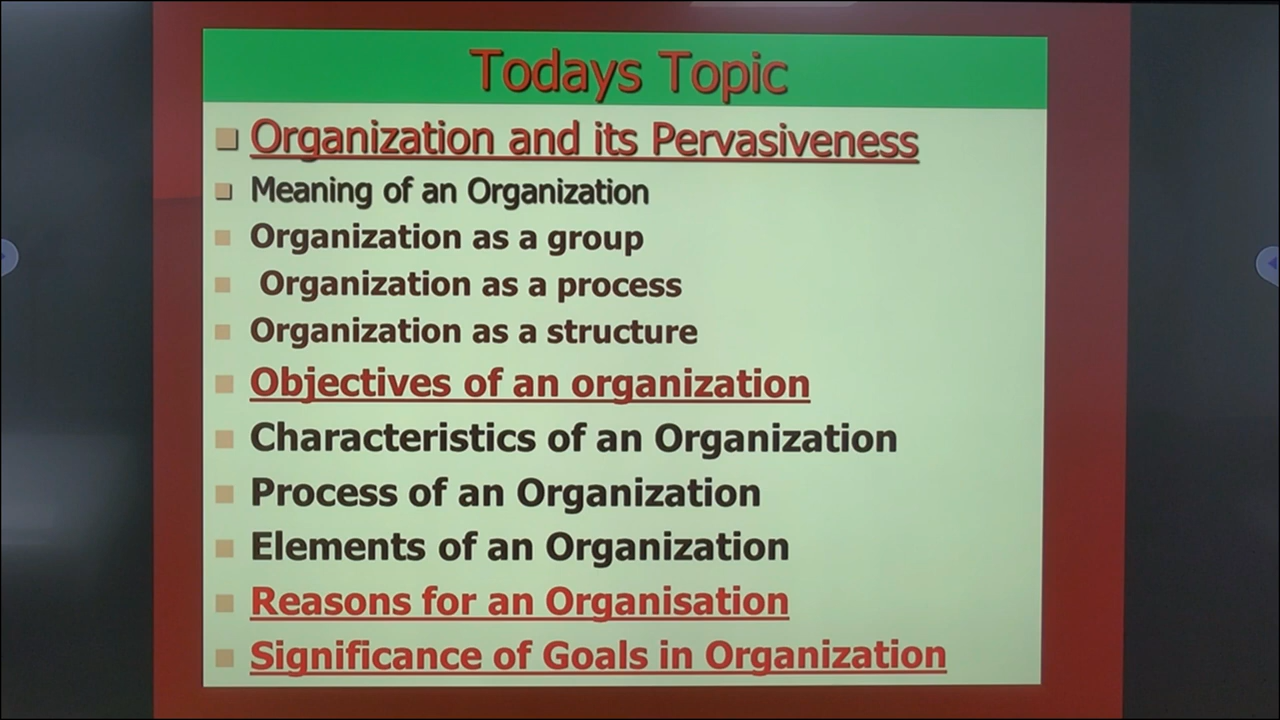 Todays Topic
Organization and its Pervasiveness
Meaning of an Organization
Organization as a group
Organization as a process
Organization as a structure
Objectives of an organization
Characteristics of an Organization
Process of an Organization
Elements of an Organization
Reasons for an Organisation
Significance of Goals in Organization